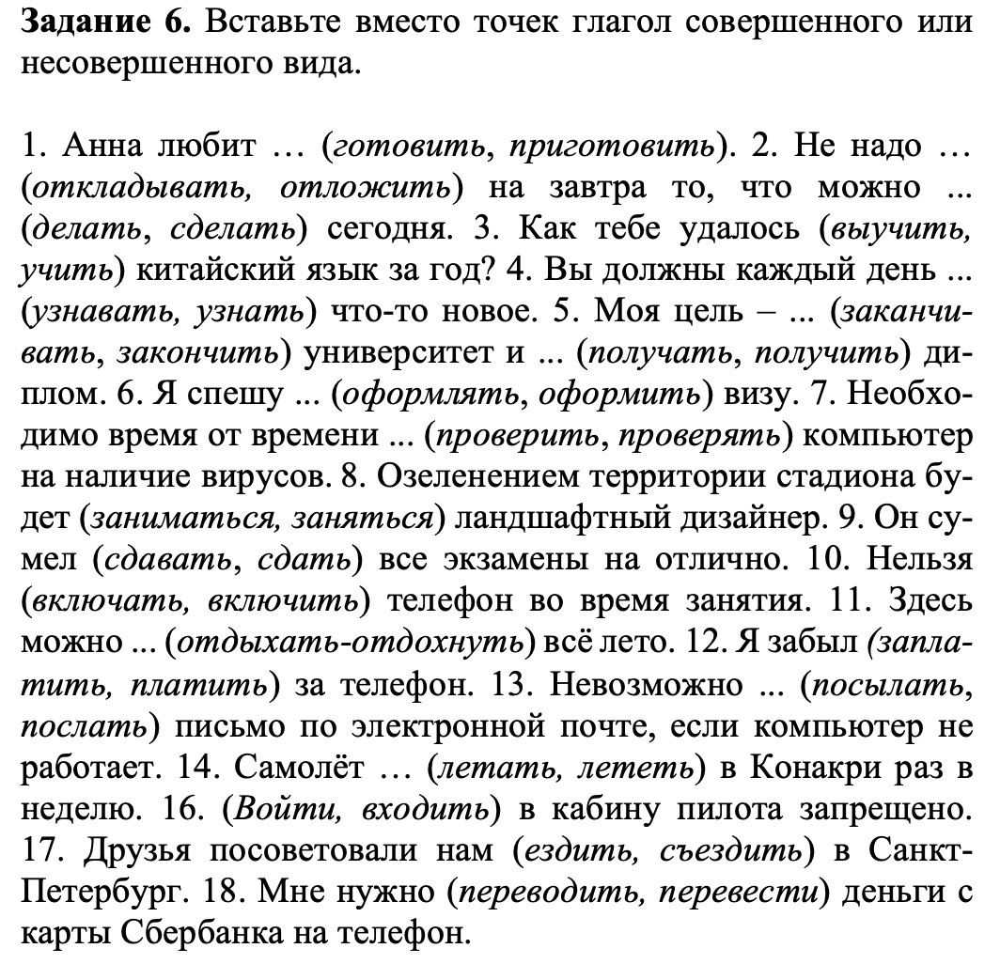 Задание 6. Вставьте вместо точек глагол совершенного или
несовершенного вида.
1. Анна любит … (готовить, приготовить). 2. Не надо …
(откладывать, отложить) на завтра то, что можно ...
(делать, сделать) сегодня. 3. Как тебе удалось (выучить,
учить) китайский язык за год? 4. Вы должны каждый день ...
(узнавать, узнать) что-то новое. 5. Моя цель – ... (заканчи-
вать, закончить) университет и ... (получать, получить) ди-
плом. 6. Я спешу ... (оформлять, оформить) визу. 7. Необхо-
димо время от времени ... (проверить, проверять) компьютер
на наличие вирусов. 8. Озеленением территории стадиона бу-
дет (заниматься, заняться) ландшафтный дизайнер. 9. Он су-
мел (сдавать, сдать) все экзамены на отлично. 10. Нельзя
(включать, включить) телефон во время занятия. 11. Здесь
можно ... (отдыхать-отдохнуть) всё лето. 12. Я забыл (запла-
тить, платить) за телефон. 13. Невозможно ... (посылать,
послать) письмо по электронной почте, если компьютер не
работает. 14. Самолёт … (летать, лететь) в Конакри раз в
неделю. 16. (Войти, входить) в кабину пилота запрещено.
17. Друзья посоветовали нам (ездить, съездить) в Санкт-
Петербург. 18. Мне нужно (переводить, перевести) деньги с
карты Сбербанка на телефон.